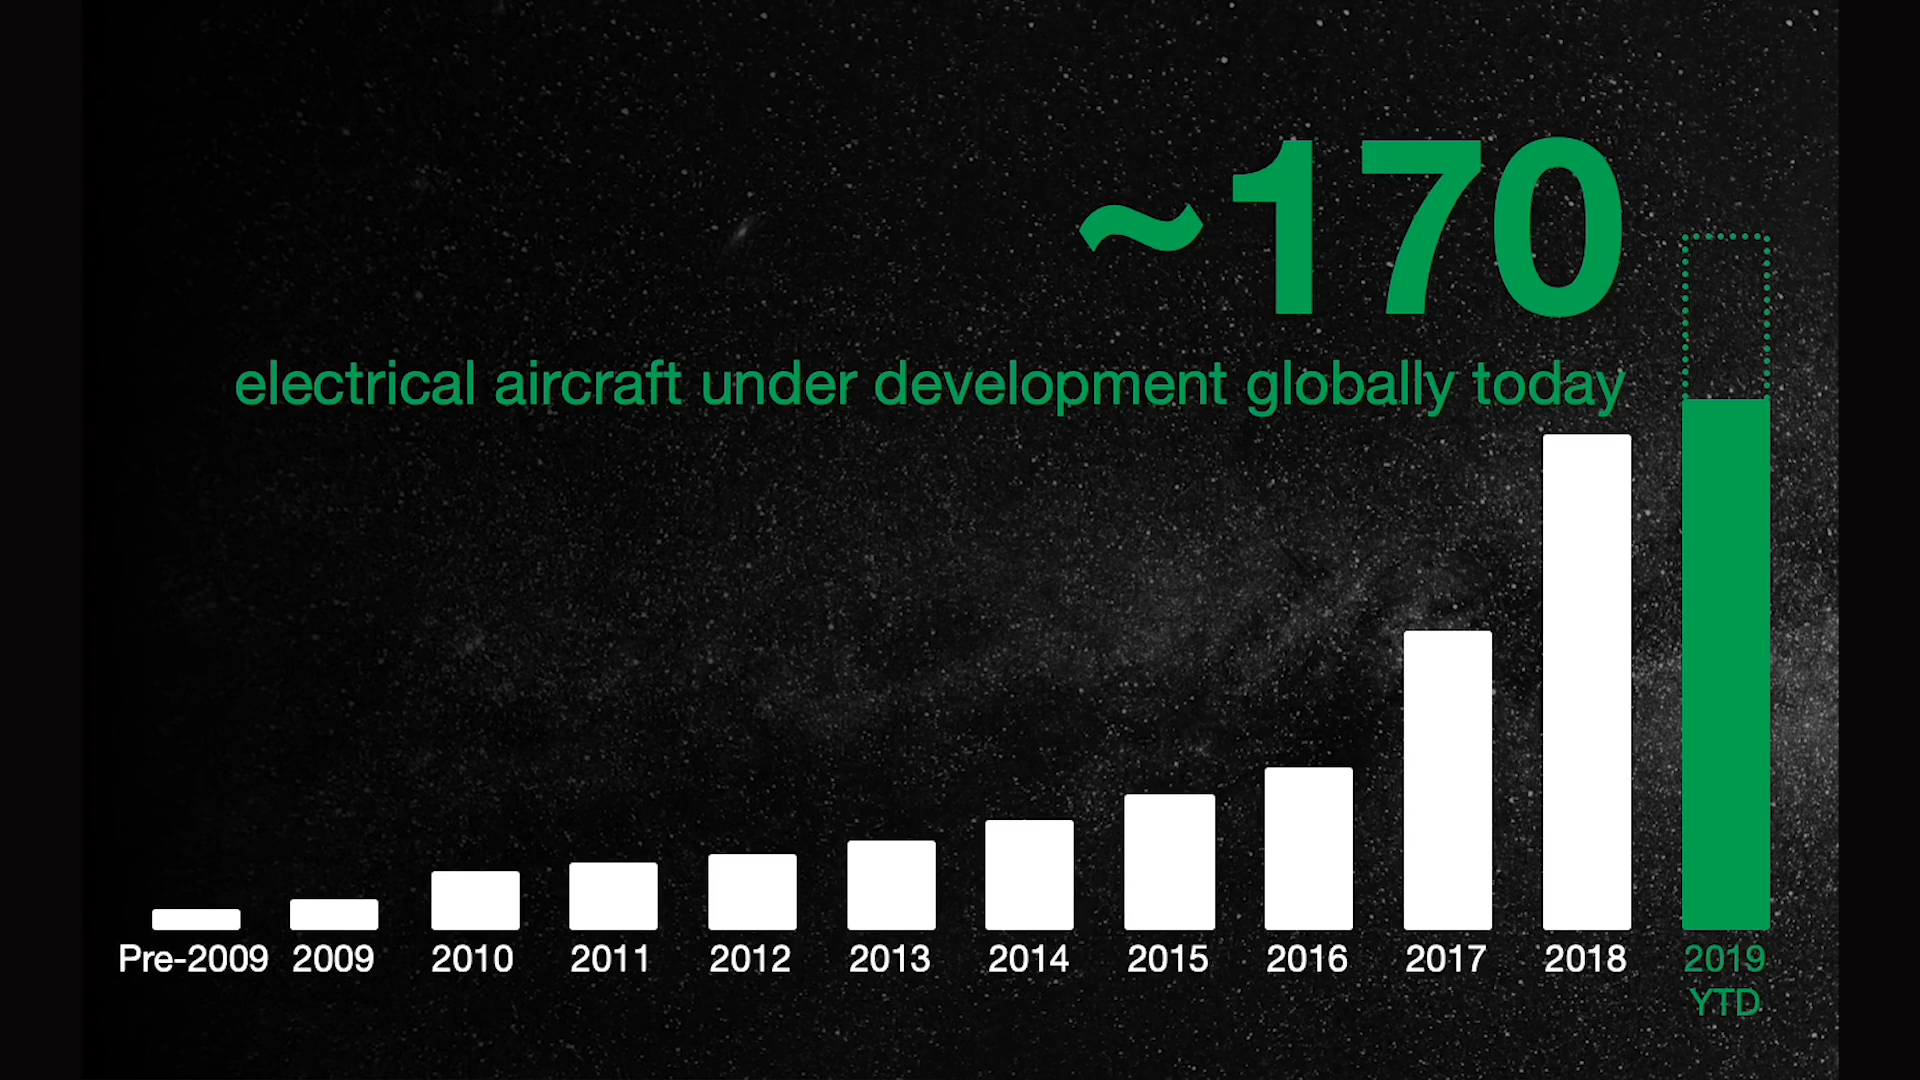 ~170
electrical aircraft under development globally today
Pre-2009 2009 2010 2011 2012 2013 2014 2015 2016 2017 2018 2019
YTD